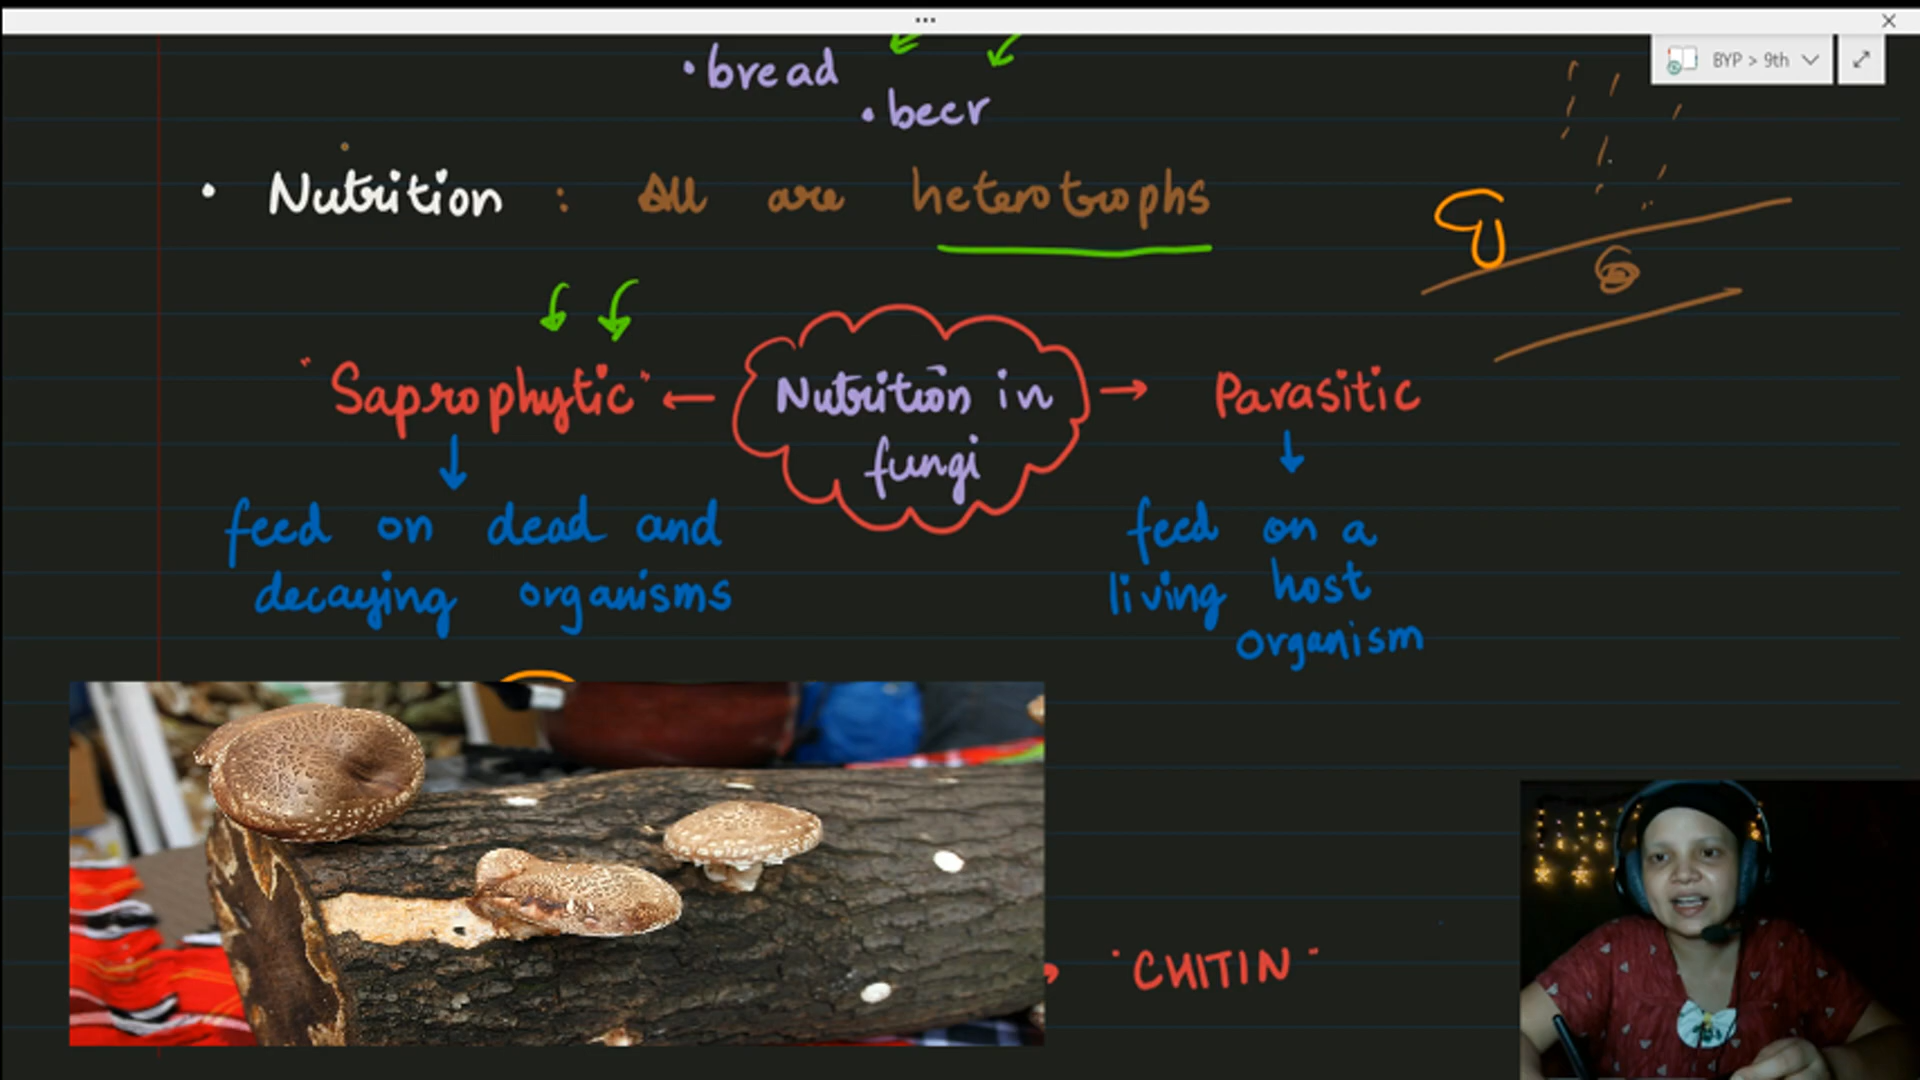 ...
BYP > 9th
• bread
• beer
• Nutrition : All are heterotrophs
"Saprophytic" ← Nutrition in fungi → Parasitic
feed on dead and
decaying organisms
feed on a
living host
organism
"CHITIN"